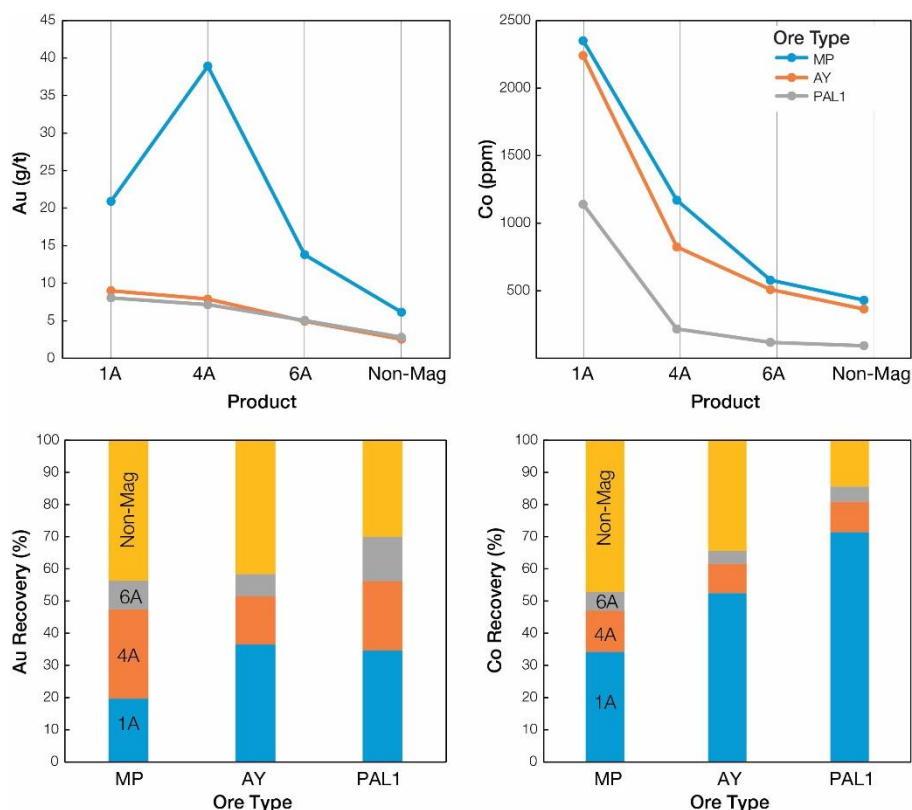 45
40
35
30
25
20
15
10
5
0
Au (g/t)
1A 4A 6A Non-Mag
Product
2500
2000
1500
1000
500
Co (ppm)
Ore Type
MP
AY
PAL1
1A 4A 6A Non-Mag
Product
100
90
80
70
60
50
40
30
20
10
0
Au Recovery (%)
Non-Mag
6A
4A
1A
MP AY PAL1
Ore Type
100
90
80
70
60
50
40
30
20
10
0
Co Recovery (%)
Non-Mag
6A
4A
1A
MP AY PAL1
Ore Type